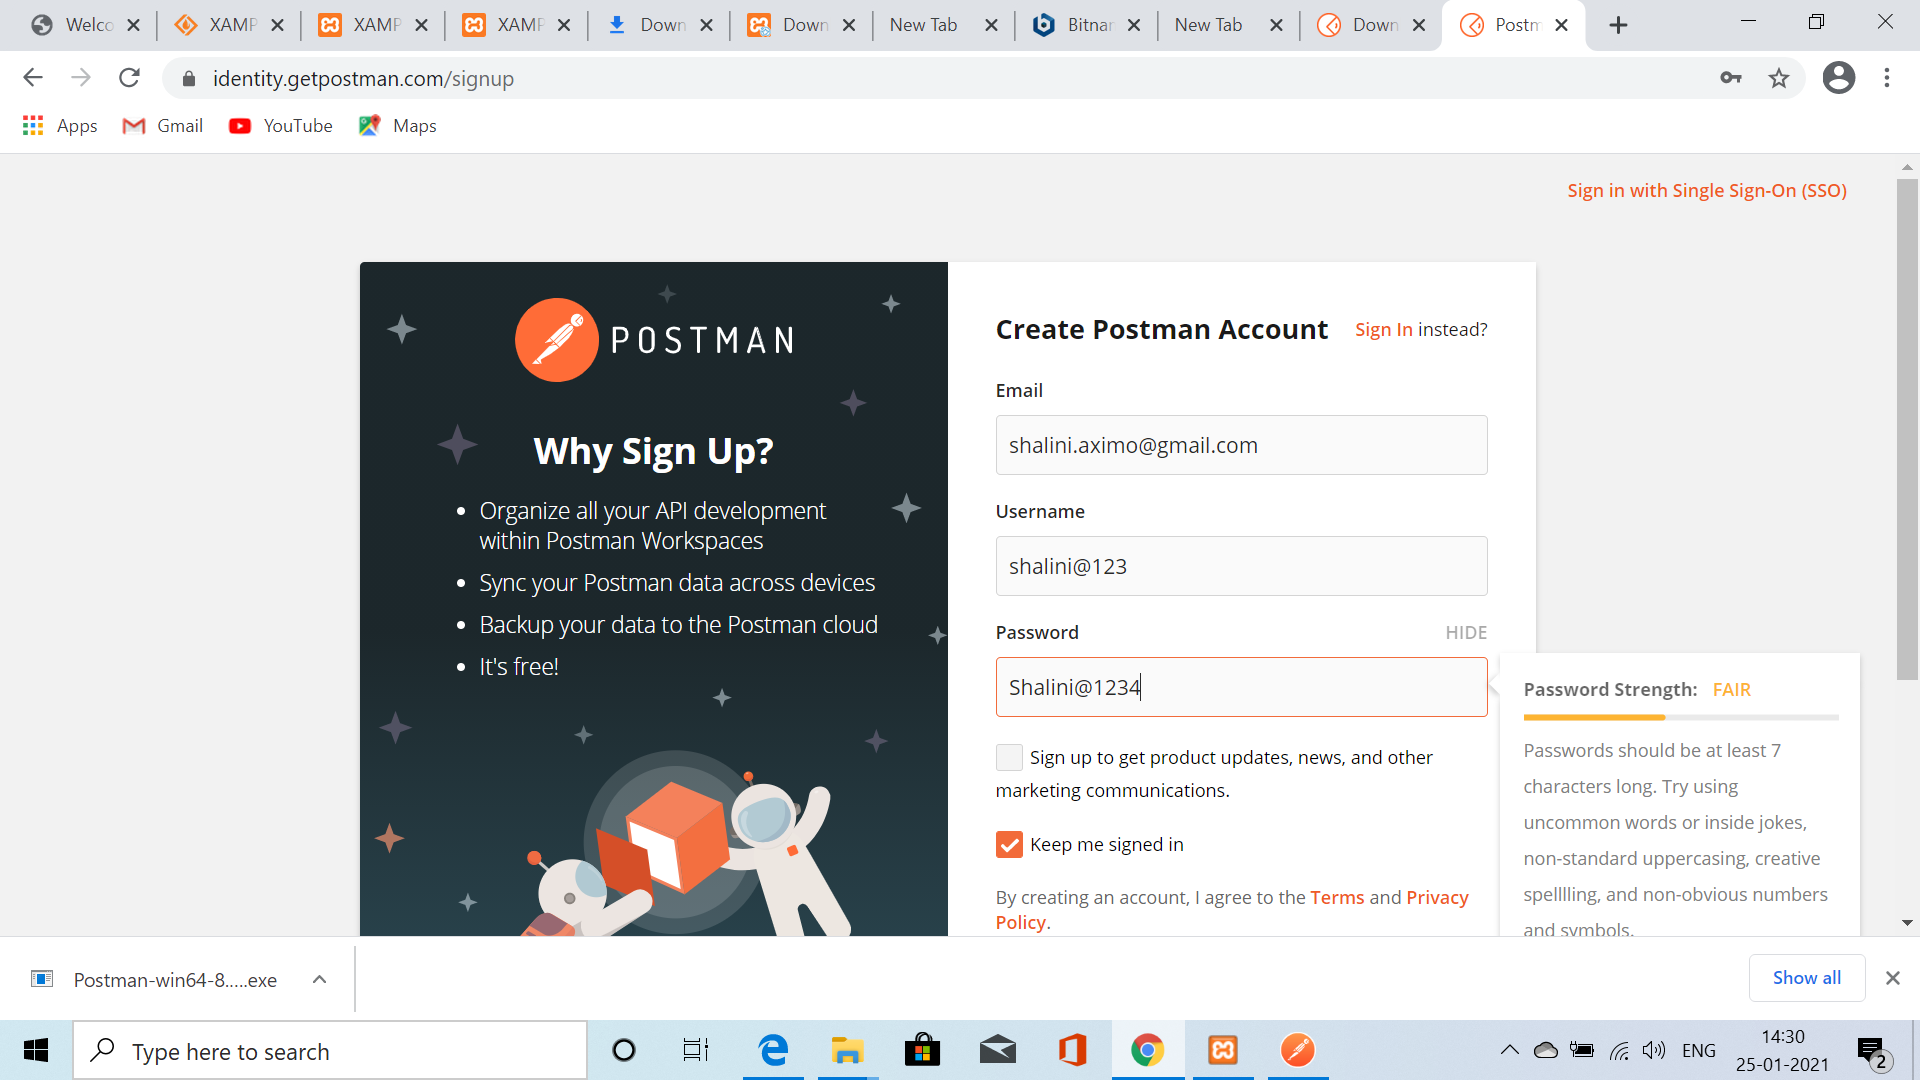 Welco
XAMP
XAMP
XAMP
Down
Down
New Tab
Bitnar
New Tab
Down
Postm
identity.getpostman.com/signup
Apps
Gmail
YouTube
Maps
Sign in with Single Sign-On (SSO)
POSTMAN
Why Sign Up?
• Organize all your API development
within Postman Workspaces
• Sync your Postman data across devices
• Backup your data to the Postman cloud
• It's free!
Create Postman Account
Sign In instead?
Email
shalini.aximo@gmail.com
Username
shalini@123
Password
HIDE
Shalini@1234
Sign up to get product updates, news, and other
marketing communications.
Keep me signed in
By creating an account, I agree to the Terms and Privacy
Policy.
Password Strength: FAIR
Passwords should be at least 7
characters long. Try using
uncommon words or inside jokes,
non-standard uppercasing, creative
spelllling, and non-obvious numbers
and symbols.
Postman-win64-8.....exe
Show all
Type here to search
ENG
14:30
25-01-2021
2